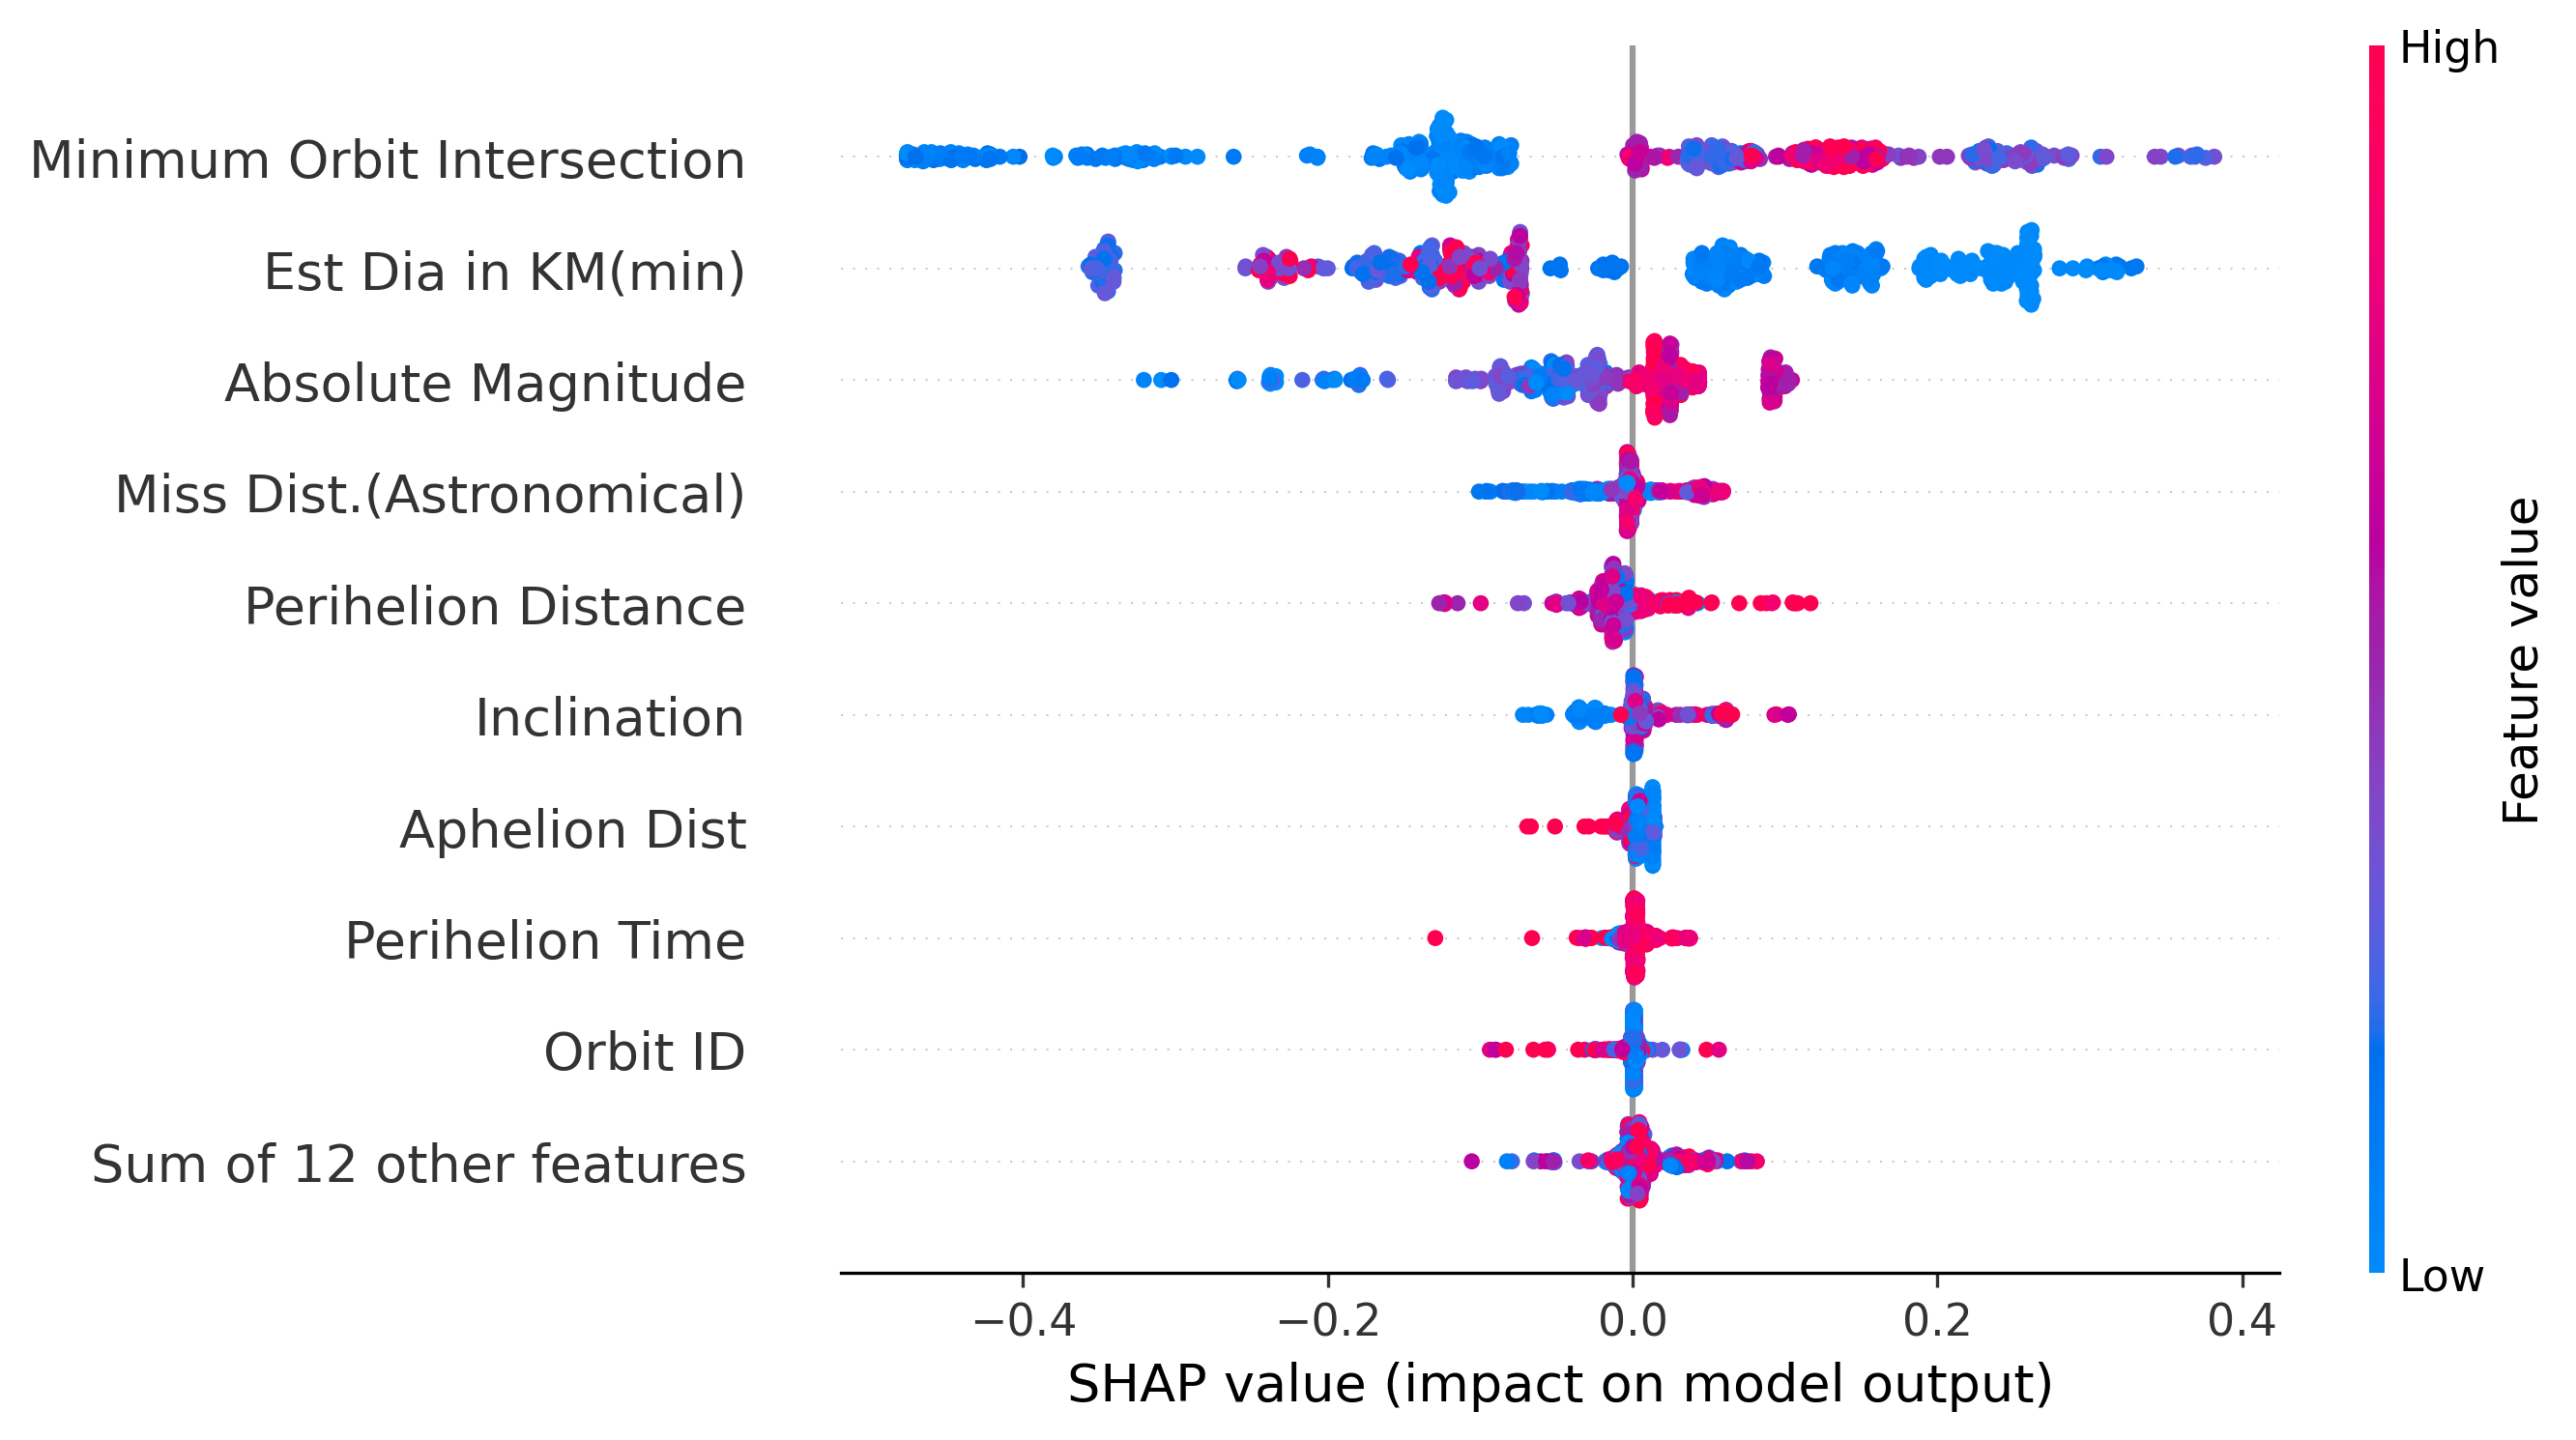 High
Minimum Orbit Intersection
Est Dia in KM(min)
Absolute Magnitude
Miss Dist.(Astronomical)
Perihelion Distance
Inclination
Aphelion Dist
Perihelion Time
Orbit ID
Sum of 12 other features
Feature value
Low
−0.4 −0.2 0.0 0.2 0.4
SHAP value (impact on model output)